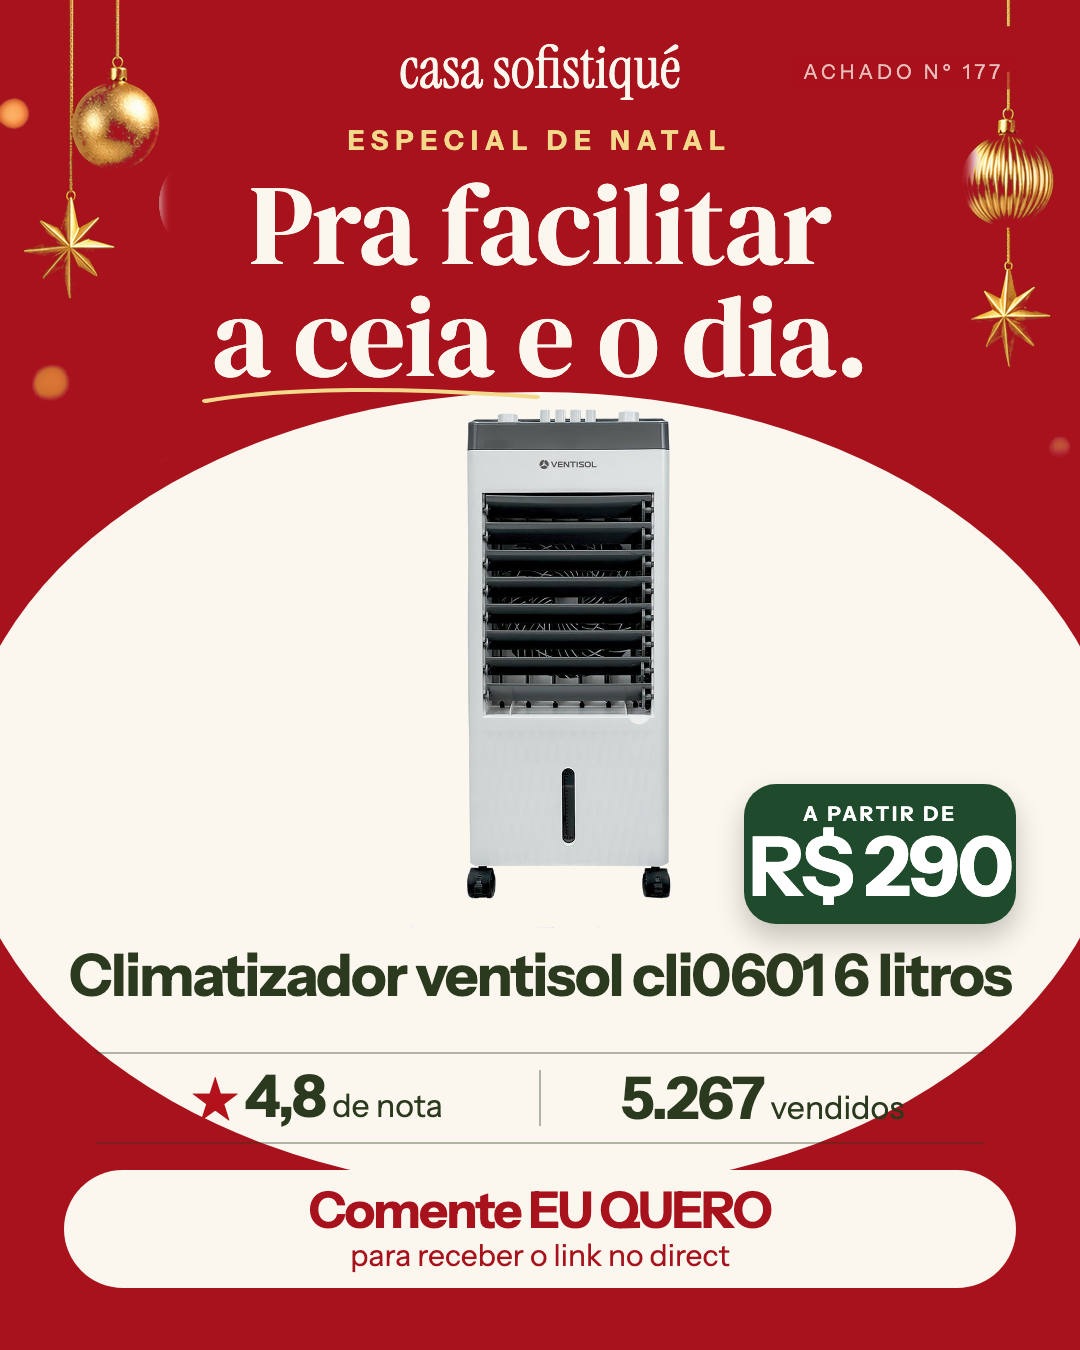 casa sofistiqué
ACHADO Nº 177
ESPECIAL DE NATAL
Pra facilitar
a ceia e o dia.
VENTISOL
A PARTIR DE
R$ 290
Climatizador ventisol cli0601 6 litros
★ 4,8 de nota
5.267 vendidos
Comente EU QUERO
para receber o link no direct